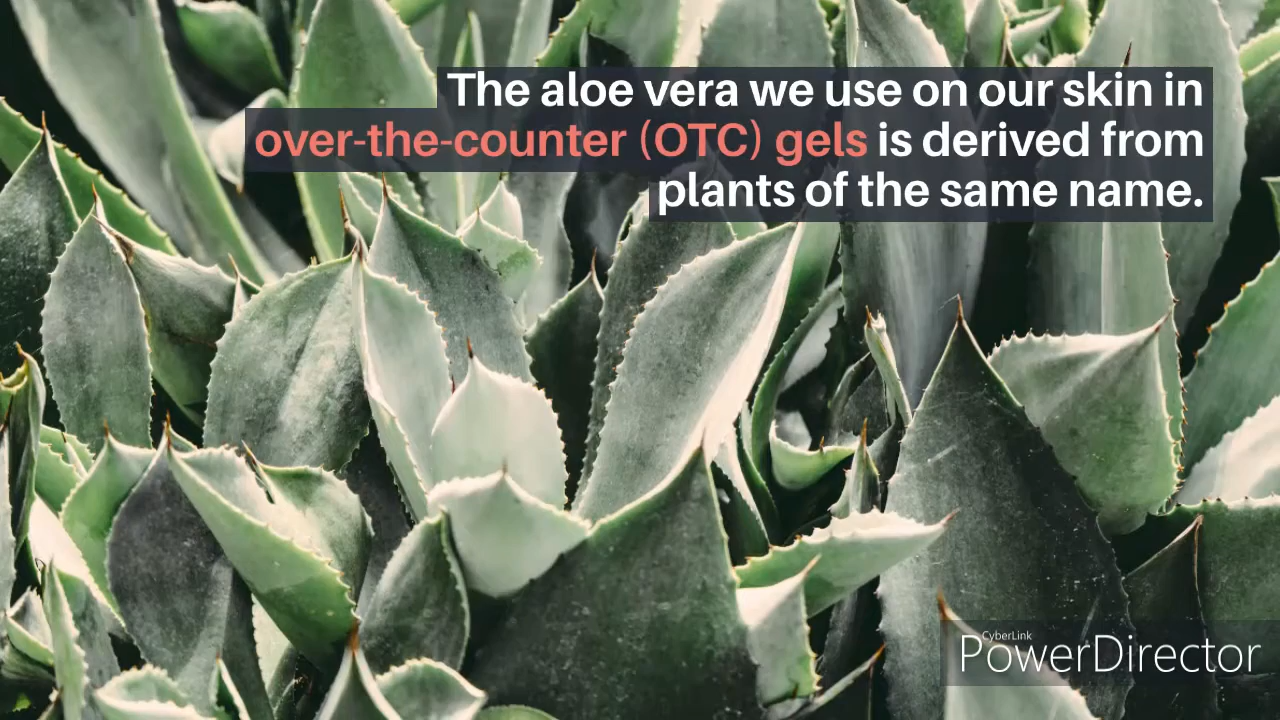 The aloe vera we use on our skin in
over-the-counter (OTC) gels is derived from
plants of the same name.
CyberLink
PowerDirector